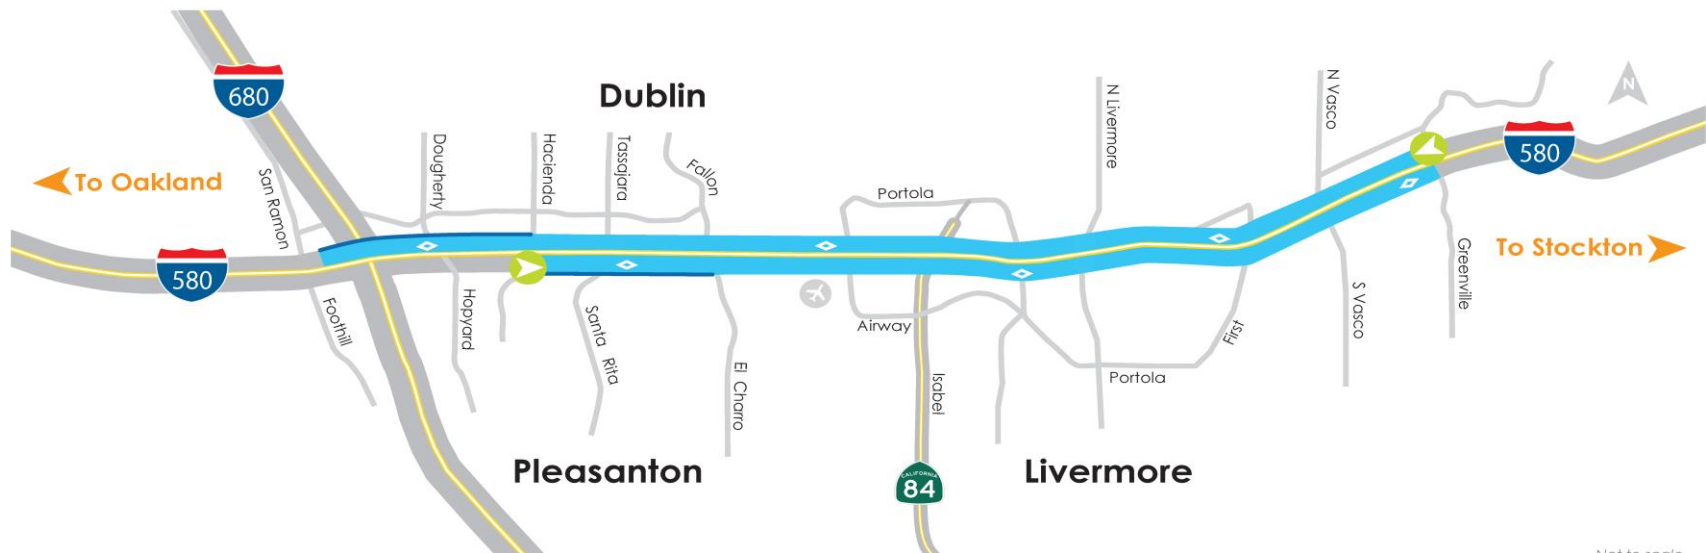 680
Dublin
N Livermore
N Vasco
N
580
Dougherty
Hacienda
Tassajara
Fallon
To Oakland
San Ramon
Portola
To Stockton
580
Greenville
Foothill
Hopyard
Santa Rita
Airway
First
S Vasco
El Charro
Isabel
Portola
Pleasanton
Livermore
CALIFORNIA
84